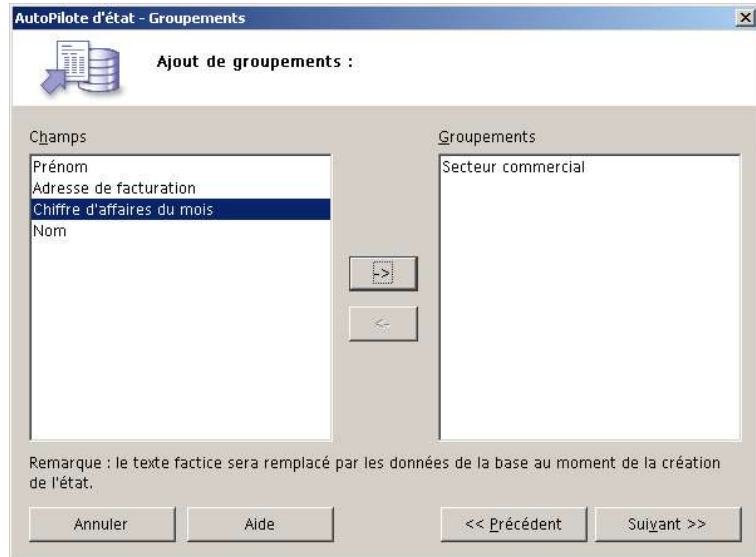 AutoPilote d'état - Groupements
Ajout de groupements :
Champs
Prénom
Adresse de facturation
Chiffre d'affaires du mois
Nom
->
<-
Groupements
Secteur commercial
Remarque : le texte factice sera remplacé par les données de la base au moment de la création
de l'état.
Annuler
Aide
<< Précédent
Suivant >>